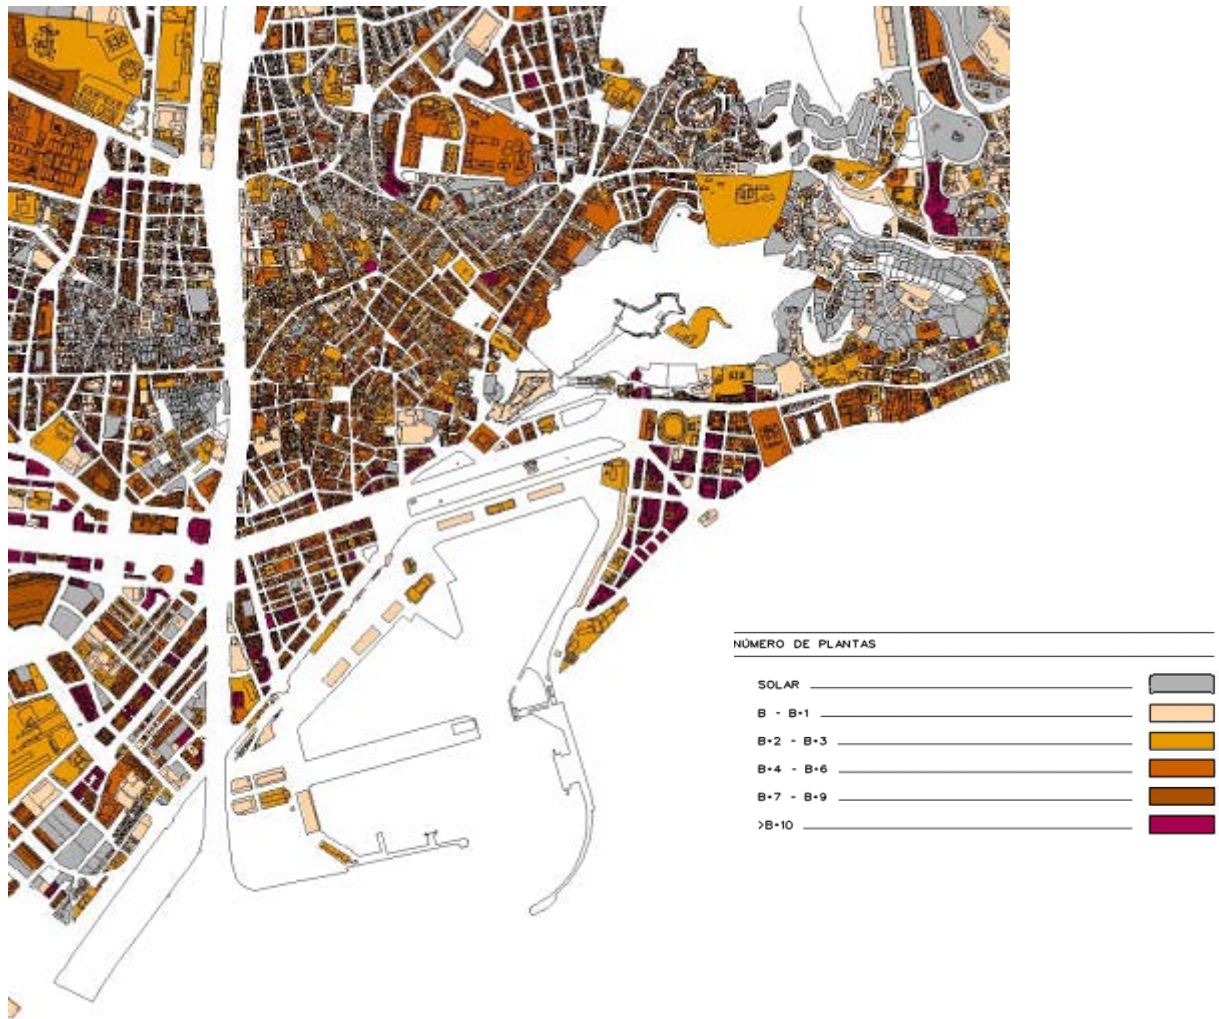 NÚMERO DE PLANTAS
SOLAR
B - B+1
B+2 - B+3
B+4 - B+6
B+7 - B+9
>B+10